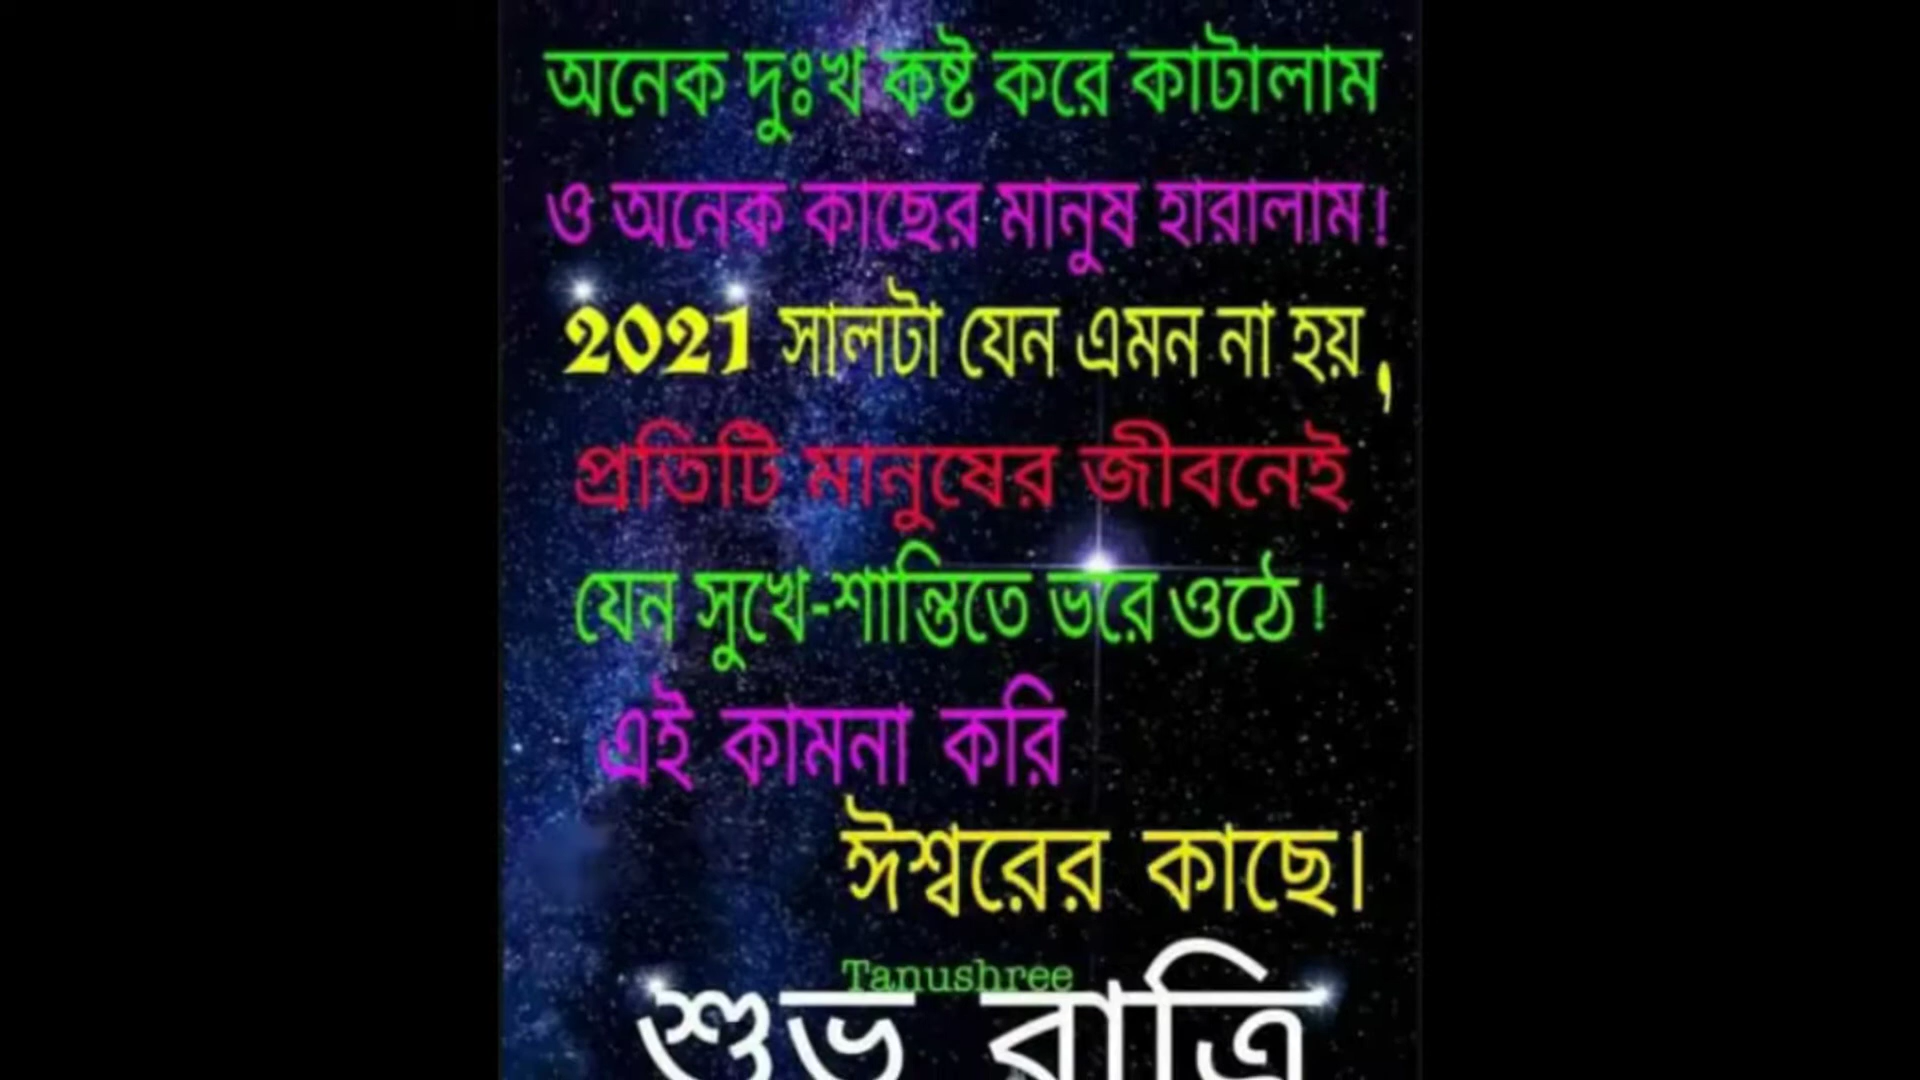 অনেক দুঃখ কষ্ট করে কাটালাম
ও অনেক কাছের মানুষ হারালাম!
2021 সালটা যেন এমন না হয়,
প্রতিটি মানুষের জীবনেই
যেন সুখে-শান্তিতে ভরে ওঠে!
এই কামনা করি
ঈশ্বরের কাছে।
Tanushree
শুভ রাত্রি